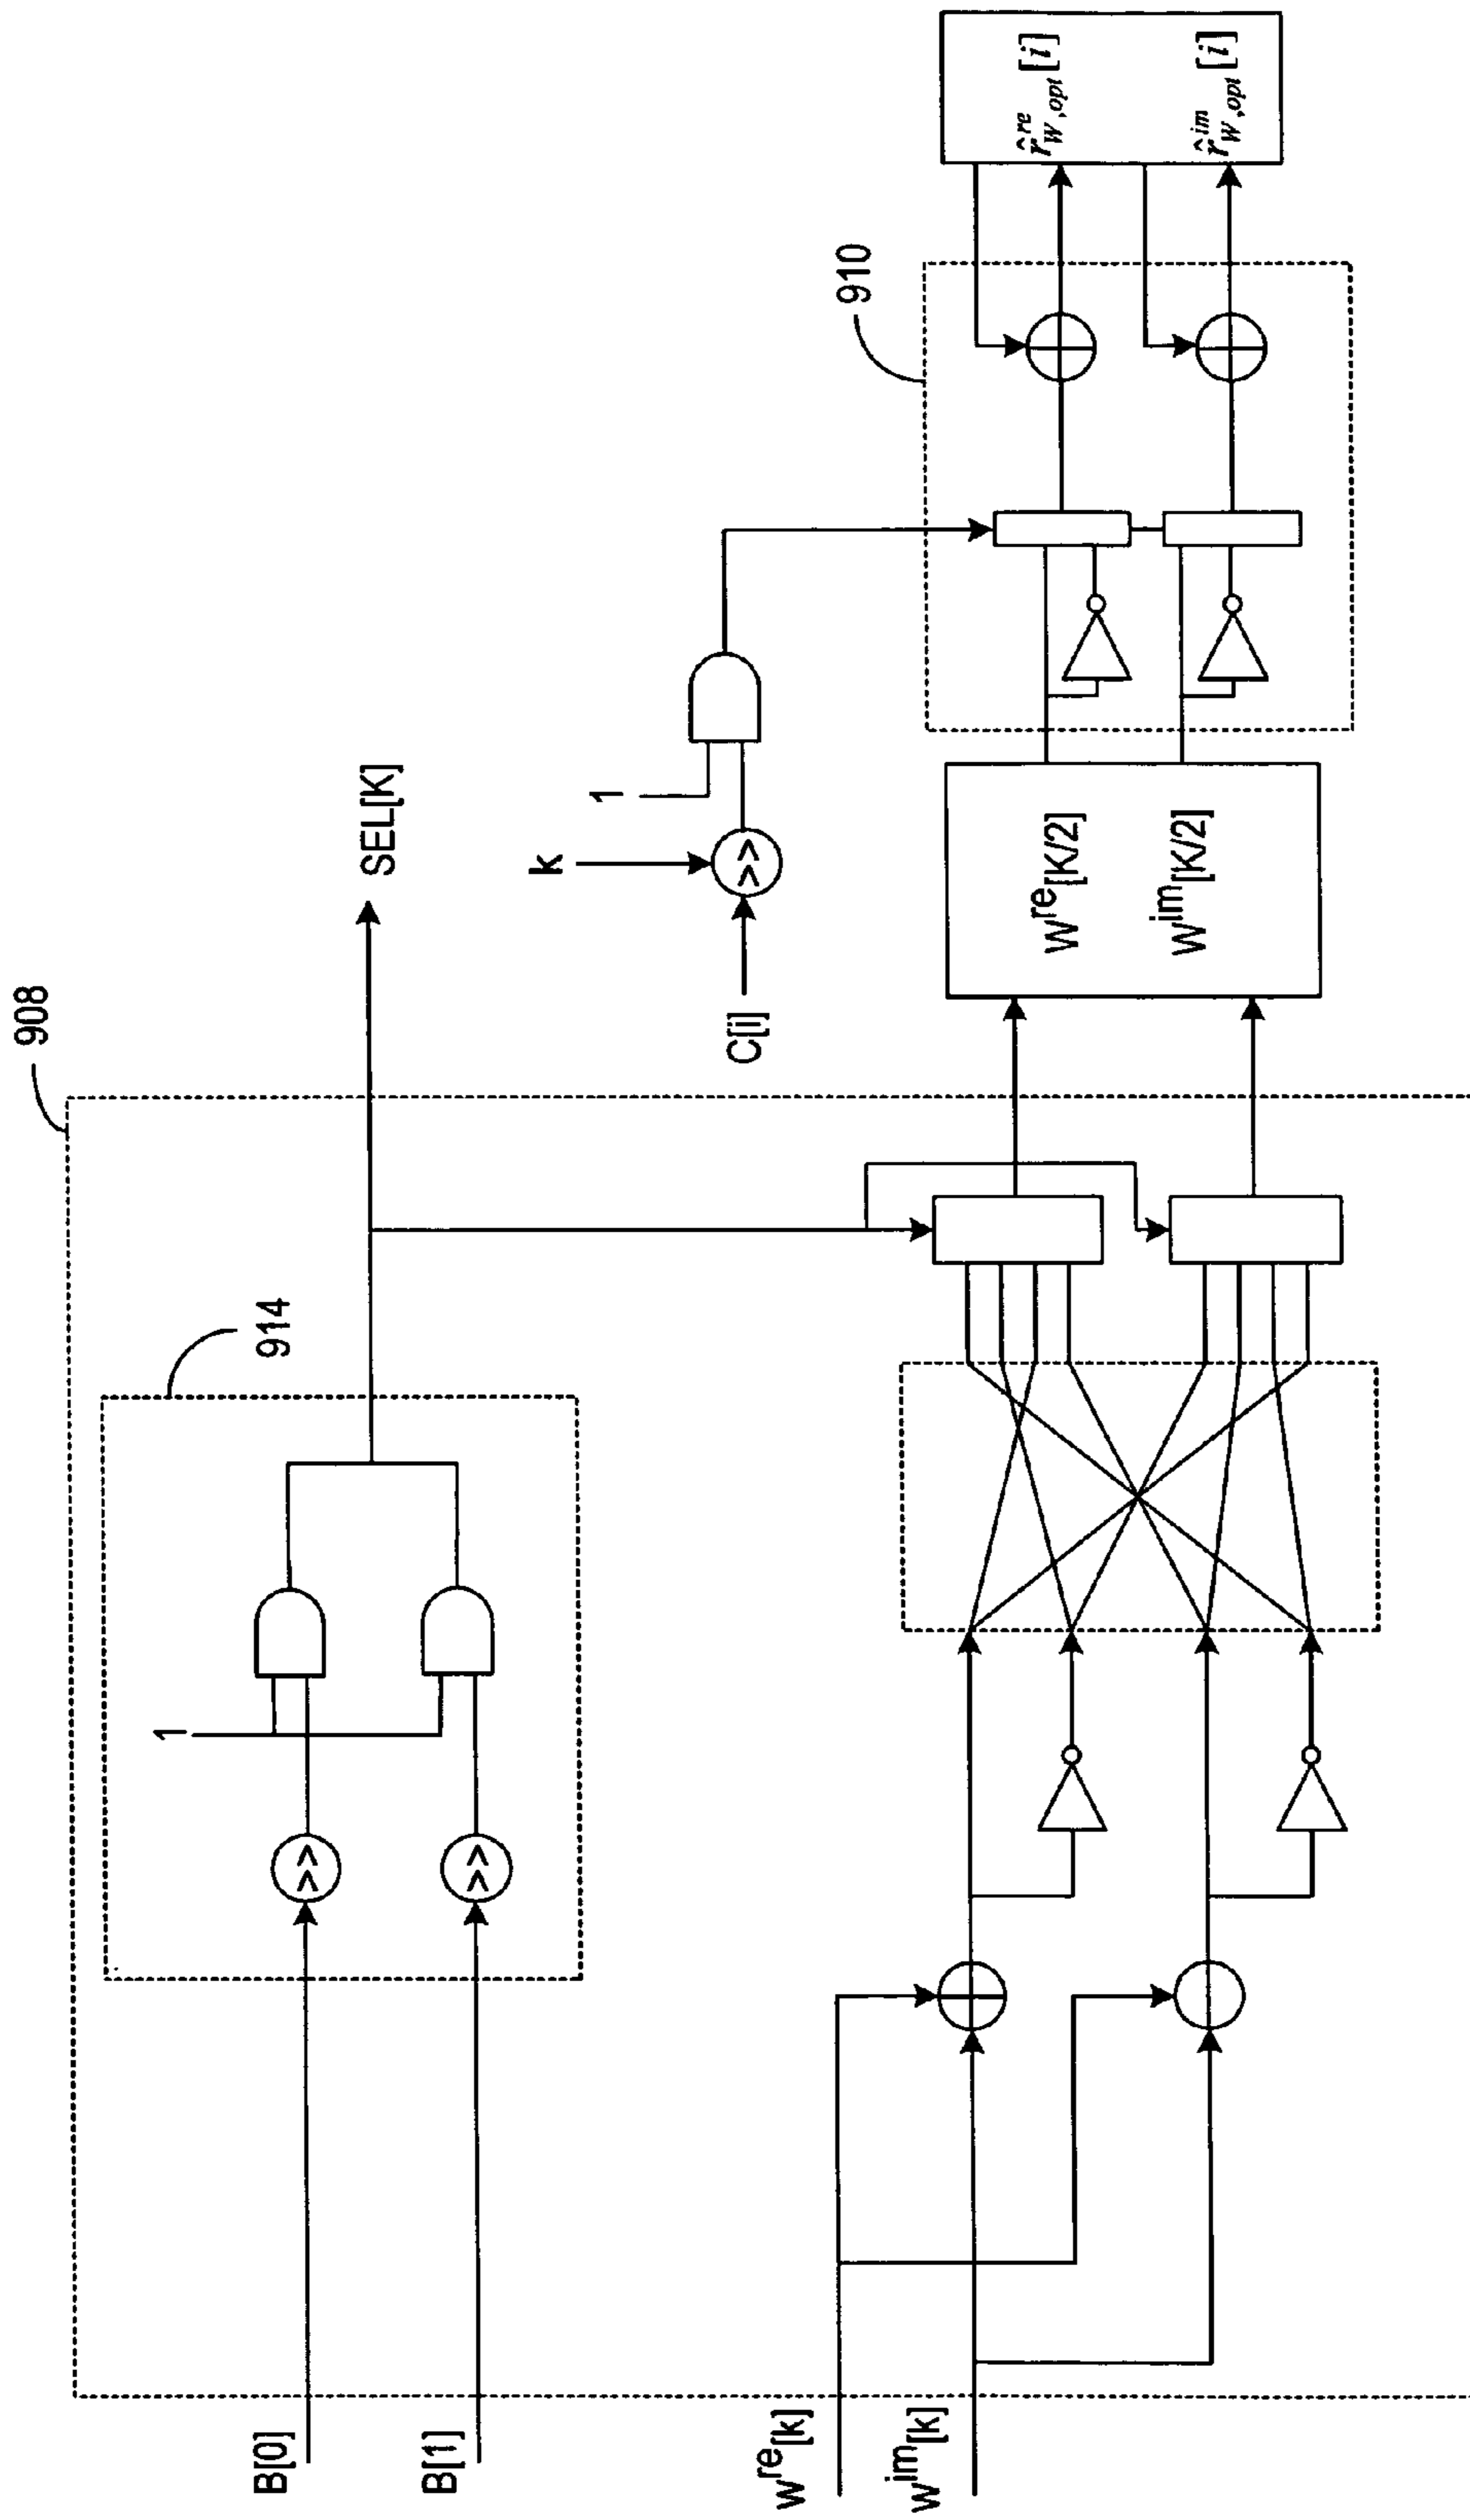 908
914
B[0]
B[1]
1
SEL[K]
k
1
C[i]
910
w^re[k]
w^im[k]
w^re[K/2]
w^im[K/2]
r̂^re_W,opt [i]
r̂^im_W,opt [i]
>>
>>
>>